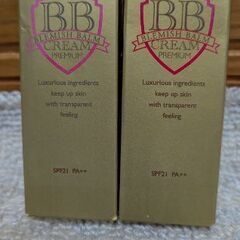 BB
BLEMISH BALM
CREAM
PREMIUM
Luxurious ingredients
keep up skin
with transparent
feeling
SPF21 PA++
BB
BLEMISH BALM
CREAM
PREMIUM
Luxurious ingredients
keep up skin
with transparent
feeling
SPF21 PA++